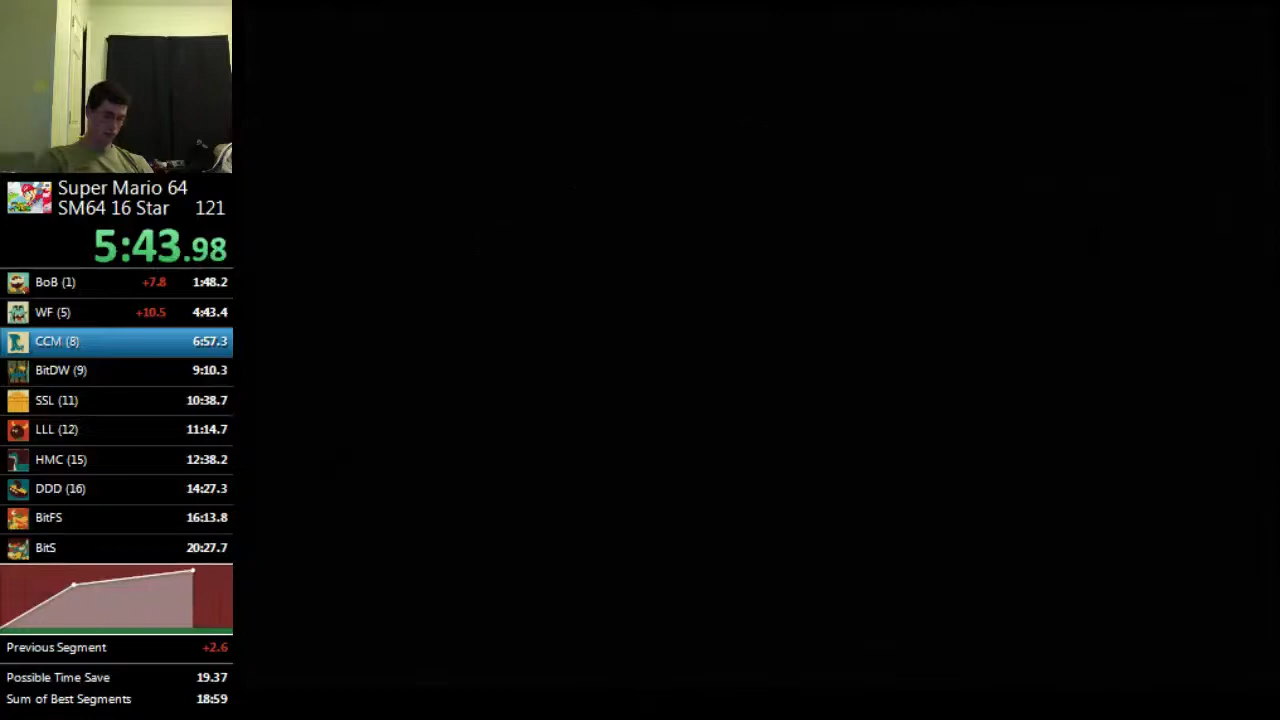 Super Mario 64
SM64 16 Star 121
5:43.98
BoB (1) +7.8 1:48.2
WF (5) +10.5 4:43.4
CCM (8) 6:57.3
BitDW (9) 9:10.3
SSL (11) 10:38.7
LLL (12) 11:14.7
HMC (15) 12:38.2
DDD (16) 14:27.3
BitFS 16:13.8
BitS 20:27.7
Previous Segment +2.6
Possible Time Save 19.37
Sum of Best Segments 18:59